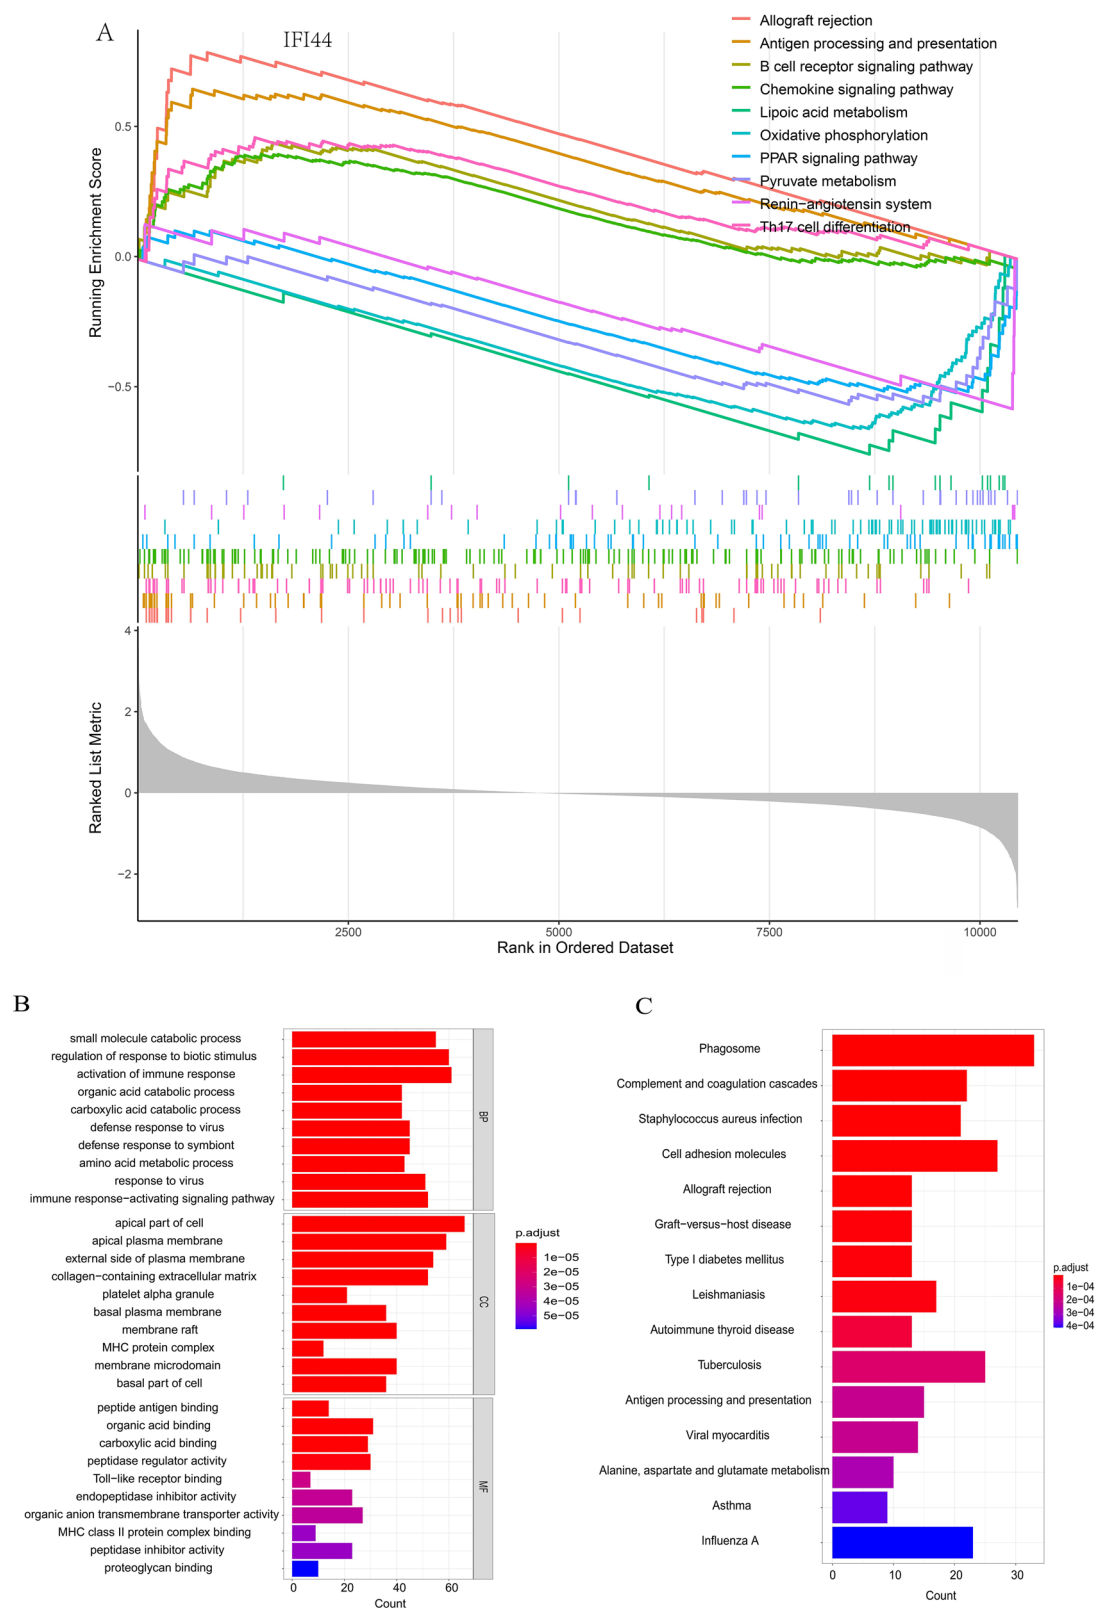 A
IFI44
Allograft rejection
Antigen processing and presentation
B cell receptor signaling pathway
Chemokine signaling pathway
Lipoic acid metabolism
Oxidative phosphorylation
PPAR signaling pathway
Pyruvate metabolism
Renin−angiotensin system
Th17 cell differentiation
Running Enrichment Score
0.5
0.0
−0.5
Ranked List Metric
4
2
0
−2
2500 5000 7500 10000
Rank in Ordered Dataset
B
small molecule catabolic process
regulation of response to biotic stimulus
activation of immune response
organic acid catabolic process
carboxylic acid catabolic process
defense response to virus
defense response to symbiont
amino acid metabolic process
response to virus
immune response−activating signaling pathway
BP
apical part of cell
apical plasma membrane
external side of plasma membrane
collagen−containing extracellular matrix
platelet alpha granule
basal plasma membrane
membrane raft
MHC protein complex
membrane microdomain
basal part of cell
CC
peptide antigen binding
organic acid binding
carboxylic acid binding
peptidase regulator activity
Toll−like receptor binding
endopeptidase inhibitor activity
organic anion transmembrane transporter activity
MHC class II protein complex binding
peptidase inhibitor activity
proteoglycan binding
MF
0 20 40 60
Count
p.adjust
1e−05
2e−05
3e−05
4e−05
5e−05
C
Phagosome
Complement and coagulation cascades
Staphylococcus aureus infection
Cell adhesion molecules
Allograft rejection
Graft−versus−host disease
Type I diabetes mellitus
Leishmaniasis
Autoimmune thyroid disease
Tuberculosis
Antigen processing and presentation
Viral myocarditis
Alanine, aspartate and glutamate metabolism
Asthma
Influenza A
0 10 20 30
Count
p.adjust
1e−04
2e−04
3e−04
4e−04